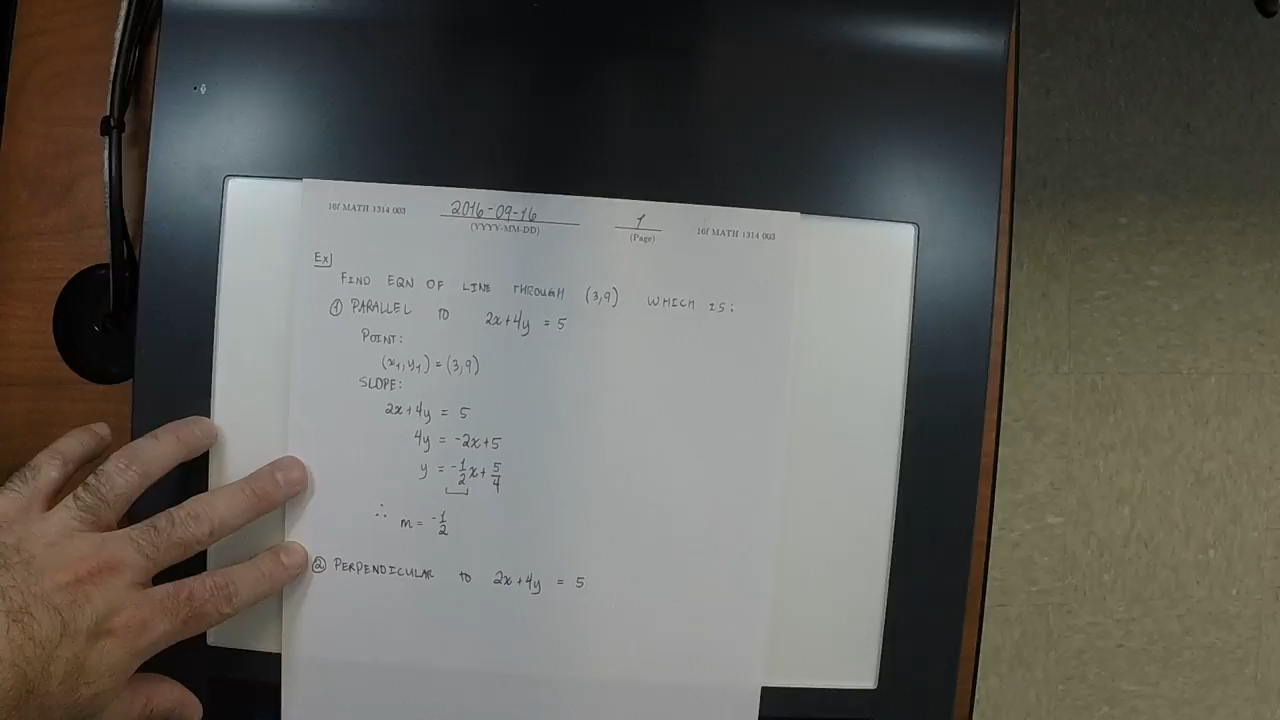 16f MATH 1314 003 2016-09-16 1 16f MATH 1314 003
(YYYY-MM-DD) (Page)
Ex]
FIND EQN OF LINE THROUGH (3,9) WHICH IS:
① PARALLEL TO 2x+4y = 5
POINT:
(x₁,y₁) = (3,9)
SLOPE:
2x+4y = 5
4y = -2x+5
y = -1/2 x + 5/4
∴ m = -1/2
② PERPENDICULAR TO 2x+4y = 5